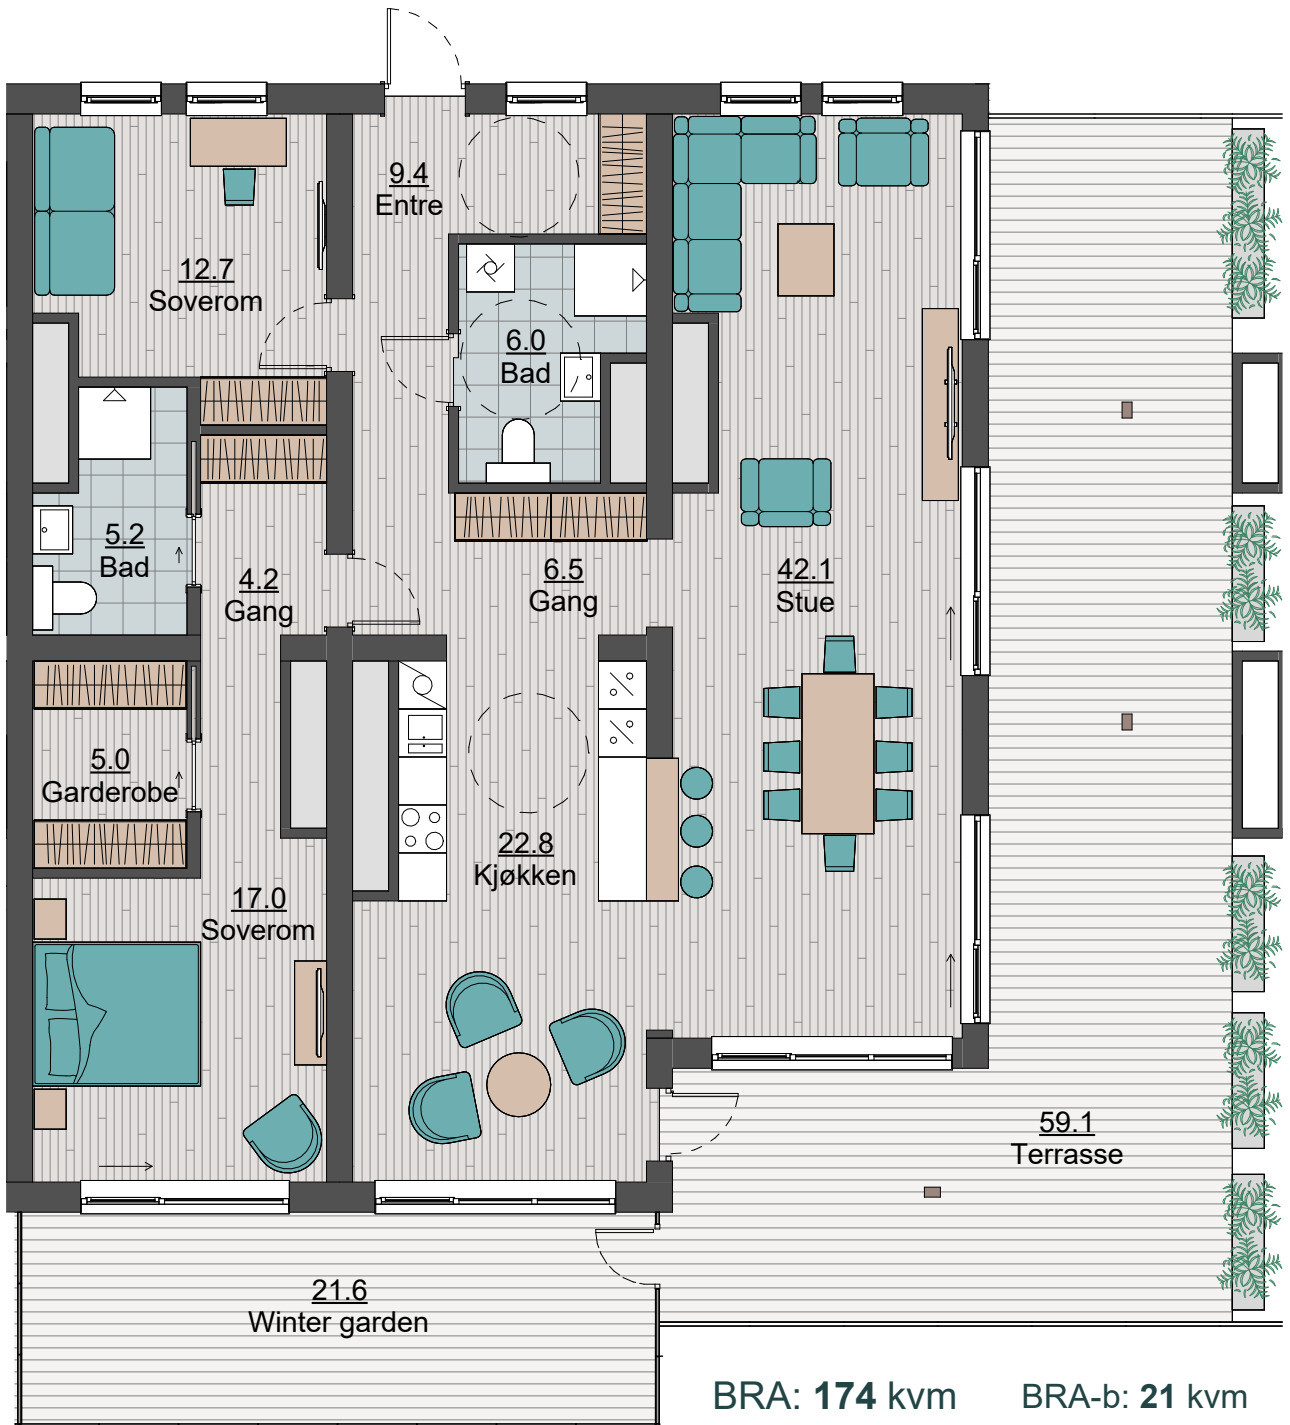 9.4
Entre
12.7
Soverom
6.0
Bad
5.2
Bad
4.2
Gang
6.5
Gang
42.1
Stue
5.0
Garderobe
22.8
Kjøkken
17.0
Soverom
59.1
Terrasse
21.6
Winter garden
BRA: 174 kvm BRA-b: 21 kvm